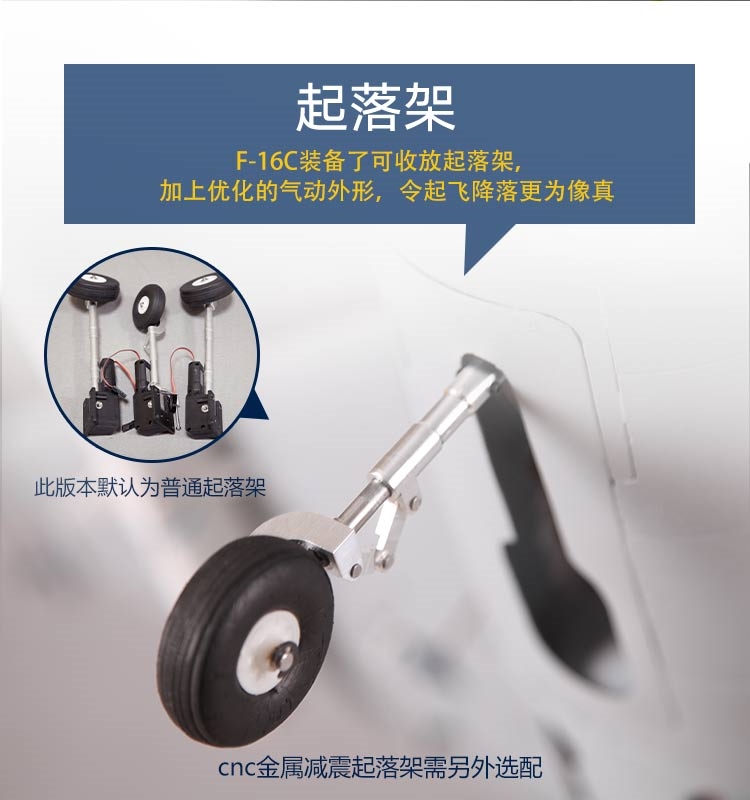 起落架
F-16C装备了可收放起落架,
加上优化的气动外形，令起飞降落更为像真
此版本默认为普通起落架
cnc金属减震起落架需另外选配